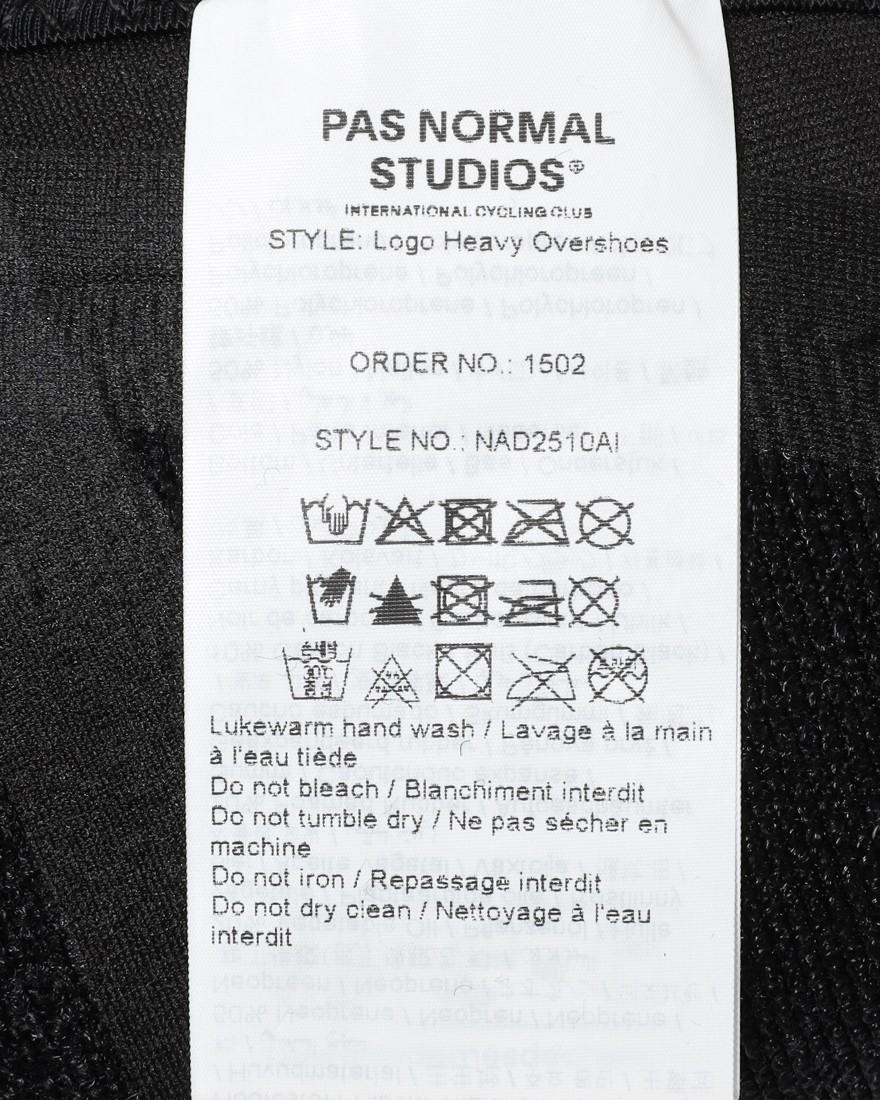 PAS NORMAL
STUDIOS®
INTERNATIONAL CYCLING CLUB
STYLE: Logo Heavy Overshoes
ORDER NO.: 1502
STYLE NO.: NAD2510AI
Lukewarm hand wash / Lavage à la main
à l'eau tiède
Do not bleach / Blanchiment interdit
Do not tumble dry / Ne pas sécher en
machine
Do not iron / Repassage interdit
Do not dry clean / Nettoyage à l'eau
interdit